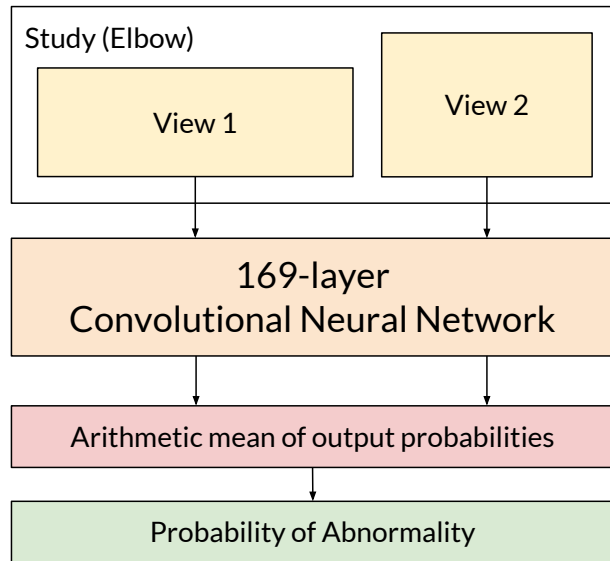 Study (Elbow)
View 1
View 2
169-layer
Convolutional Neural Network
Arithmetic mean of output probabilities
Probability of Abnormality